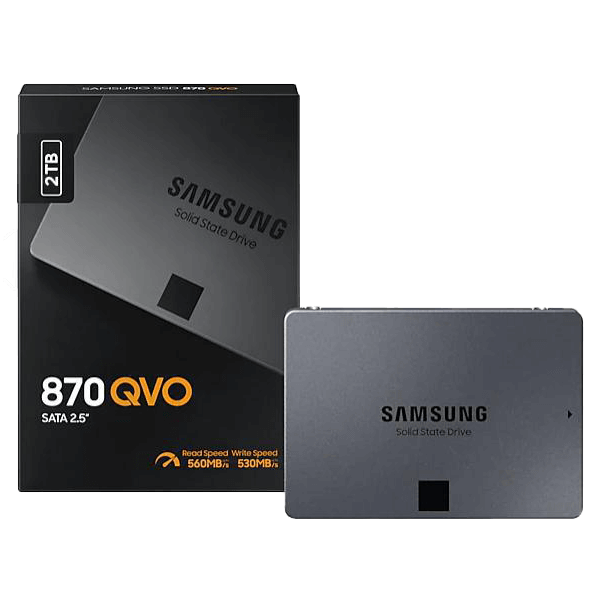 SAMSUNG SSD 870 QVO
2TB
SAMSUNG
Solid State Drive
870 QVO
SATA 2.5"
Read Speed Write Speed
560MB/s 530MB/s
SAMSUNG
Solid State Drive